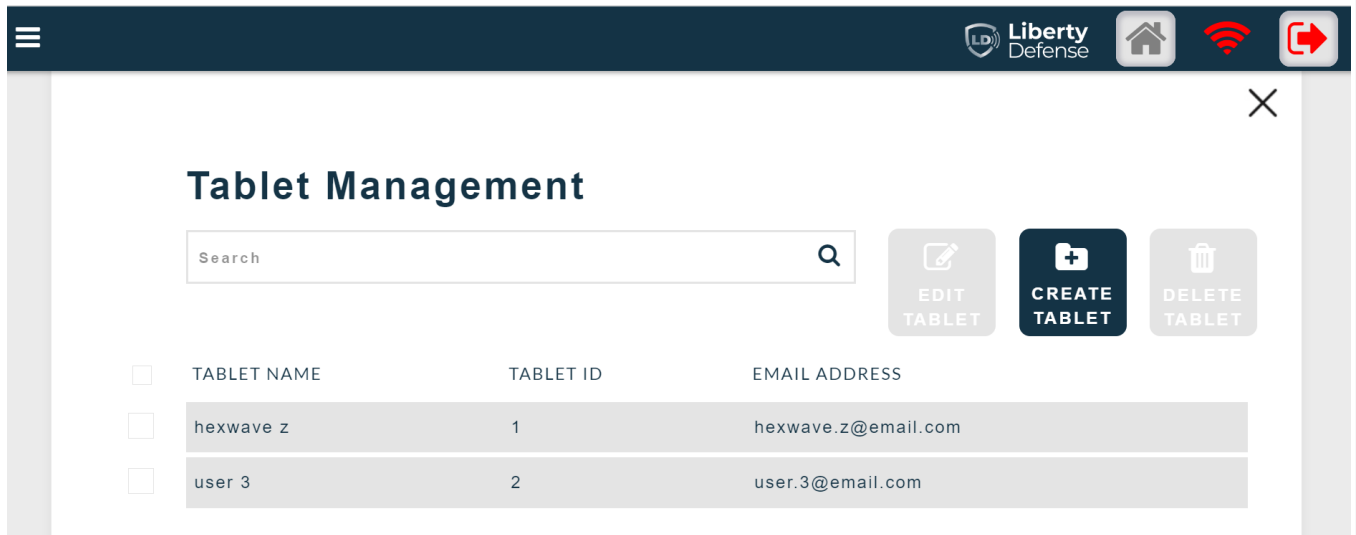 LD
Liberty
Defense
Tablet Management
Search
EDIT
TABLET
CREATE
TABLET
DELETE
TABLET
TABLET NAME TABLET ID EMAIL ADDRESS
hexwave z 1 hexwave.z@email.com
user 3 2 user.3@email.com